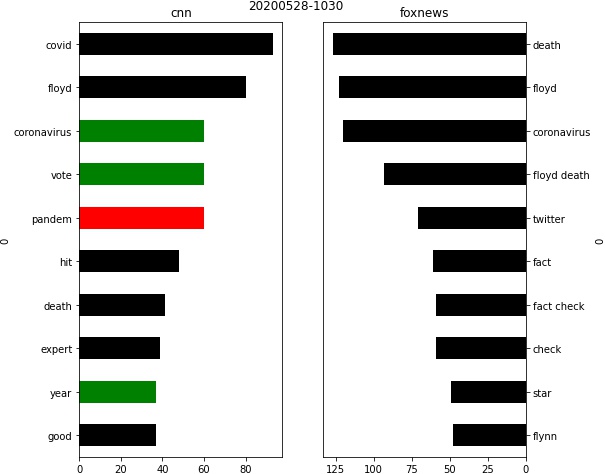 20200528-1030
cnn
foxnews
covid
floyd
coronavirus
vote
pandem
hit
death
expert
year
good
0
0 20 40 60 80
death
floyd
coronavirus
floyd death
twitter
fact
fact check
check
star
flynn
0
125 100 75 50 25 0